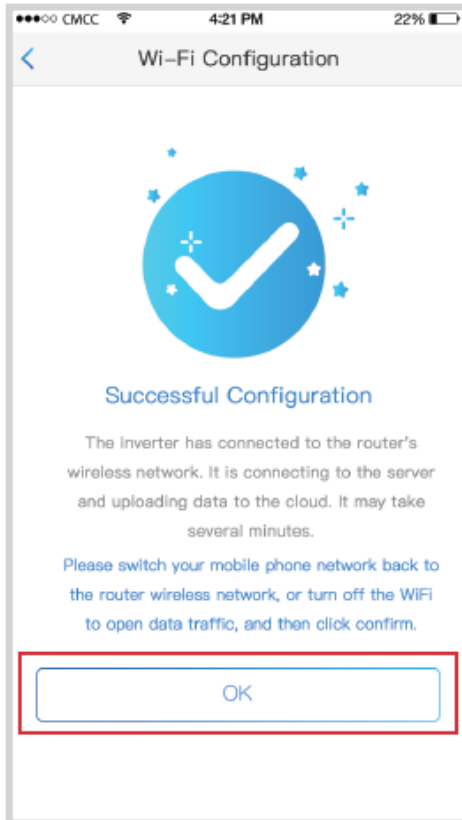 CMCC 4:21 PM 22%
Wi-Fi Configuration
Successful Configuration
The inverter has connected to the router's
wireless network. It is connecting to the server
and uploading data to the cloud. It may take
several minutes.
Please switch your mobile phone network back to
the router wireless network, or turn off the WiFi
to open data traffic, and then click confirm.
OK